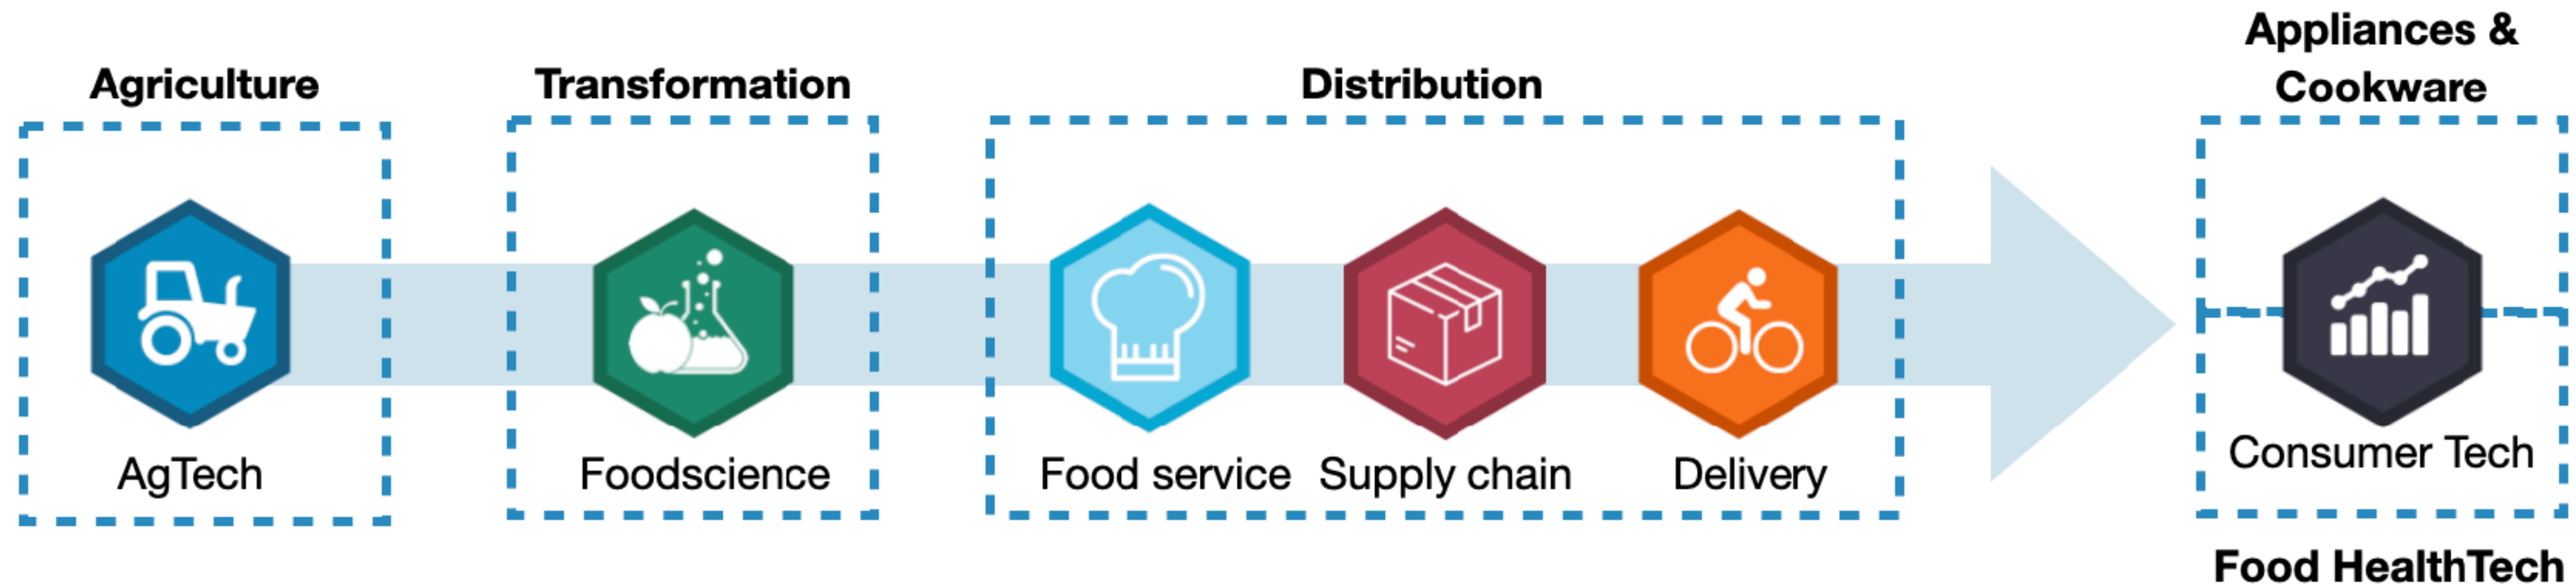 Agriculture
AgTech
Transformation
Foodscience
Distribution
Food service
Supply chain
Delivery
Appliances &
Cookware
Consumer Tech
Food HealthTech